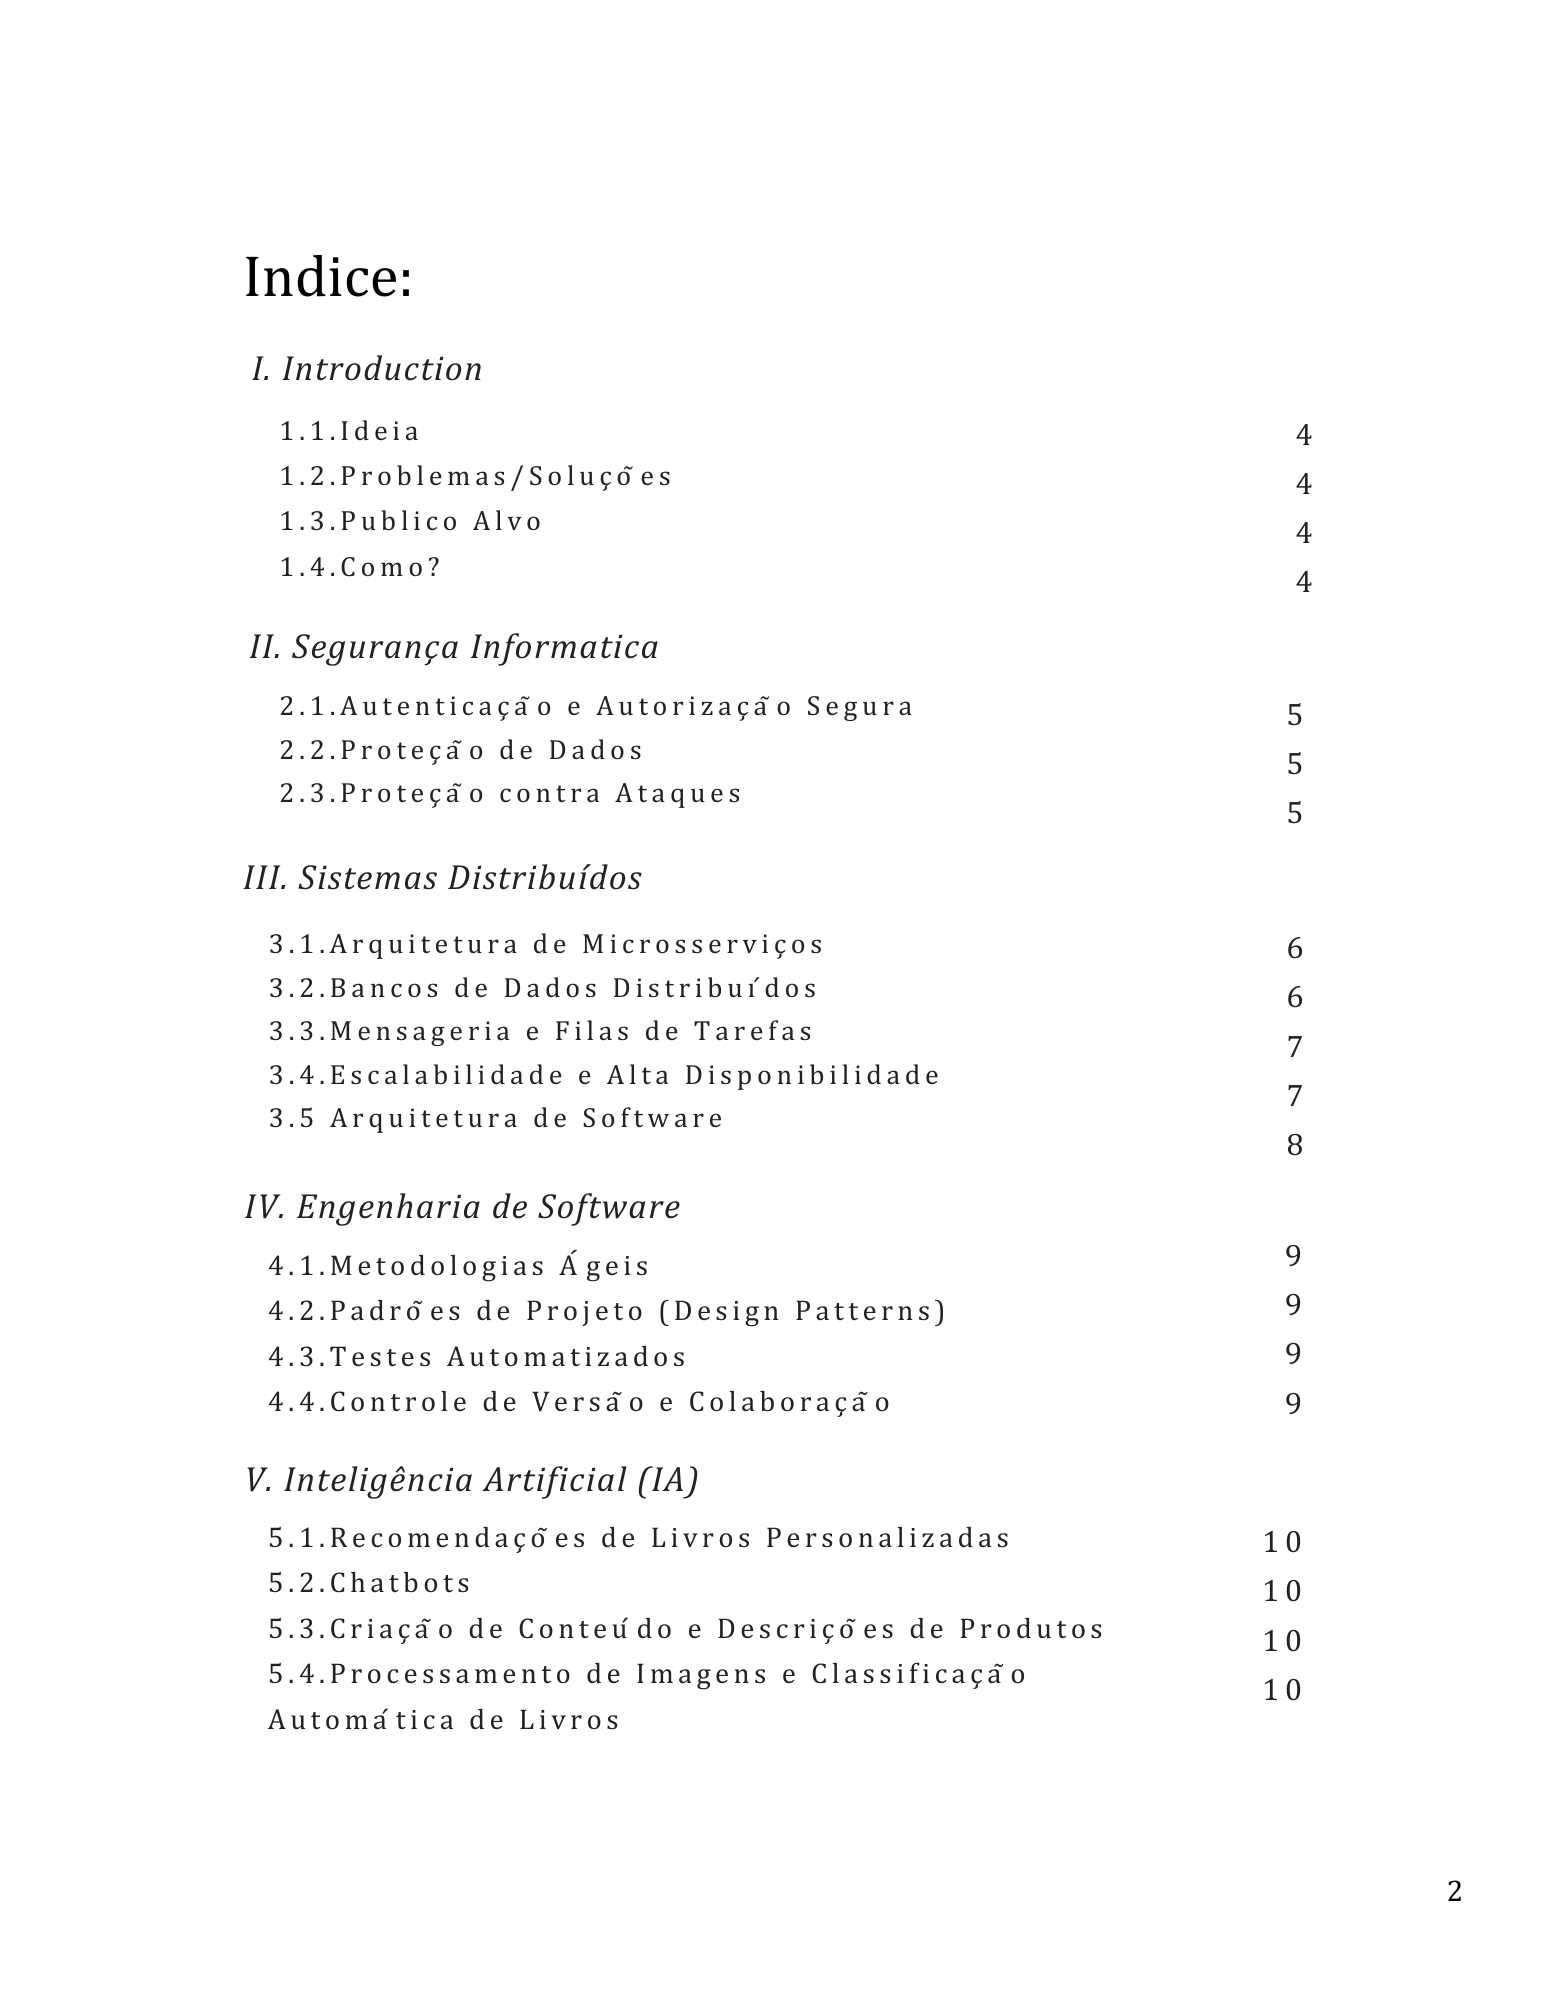 Indice:
I. Introduction
1.1.Ideia 4
1.2.Problemas/Soluções 4
1.3.Publico Alvo 4
1.4.Como? 4
II. Segurança Informatica
2.1.Autenticação e Autorização Segura 5
2.2.Proteção de Dados 5
2.3.Proteção contra Ataques 5
III. Sistemas Distribuídos
3.1.Arquitetura de Microsserviços 6
3.2.Bancos de Dados Distribuídos 6
3.3.Mensageria e Filas de Tarefas 7
3.4.Escalabilidade e Alta Disponibilidade 7
3.5 Arquitetura de Software 8
IV. Engenharia de Software
4.1.Metodologias Ágeis 9
4.2.Padrões de Projeto (Design Patterns) 9
4.3.Testes Automatizados 9
4.4.Controle de Versão e Colaboração 9
V. Inteligência Artificial (IA)
5.1.Recomendações de Livros Personalizadas 10
5.2.Chatbots 10
5.3.Criação de Conteúdo e Descrições de Produtos 10
5.4.Processamento de Imagens e Classificação 10
Automática de Livros
2